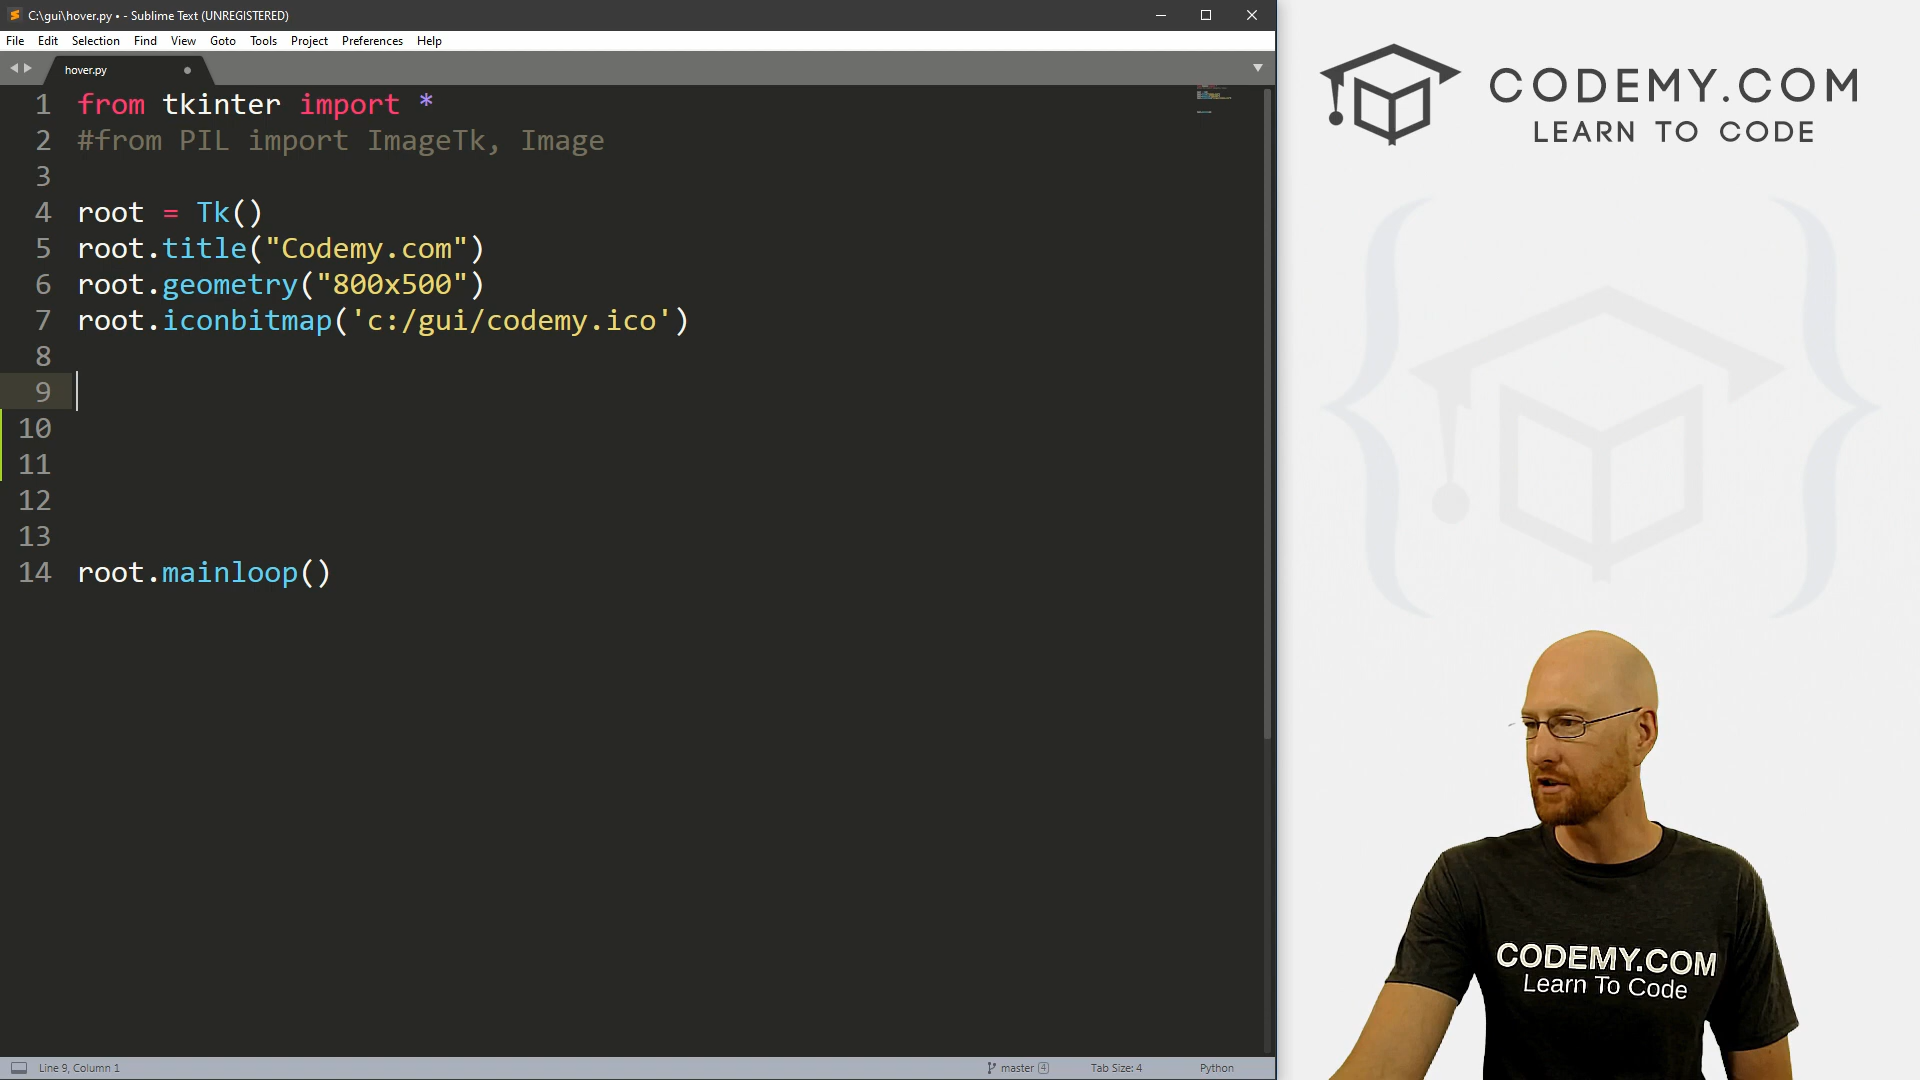 C:\gui\hover.py • - Sublime Text (UNREGISTERED)
File Edit Selection Find View Goto Tools Project Preferences Help
hover.py
1 from tkinter import *
2 #from PIL import ImageTk, Image
3
4 root = Tk()
5 root.title("Codemy.com")
6 root.geometry("800x500")
7 root.iconbitmap('c:/gui/codemy.ico')
8
9
10
11
12
13
14 root.mainloop()
Line 9, Column 1 master 4 Tab Size: 4 Python
CODEMY.COM
LEARN TO CODE
CODEMY.COM
Learn To Code